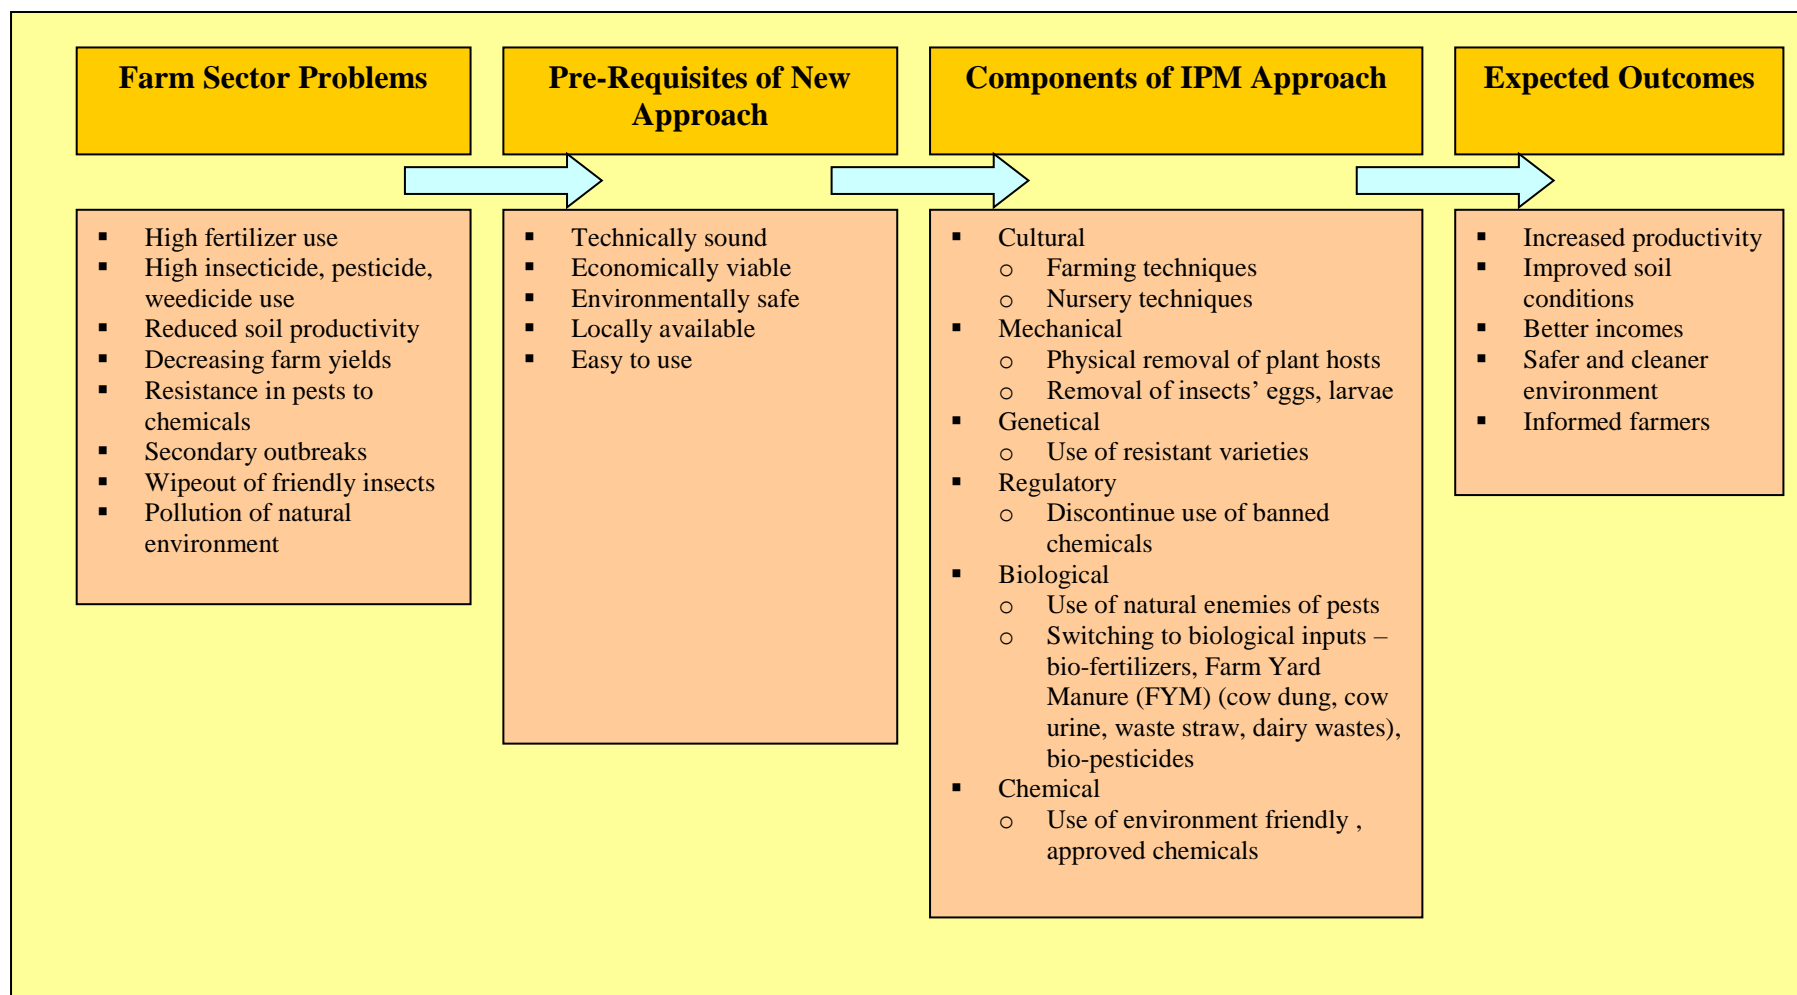 Farm Sector Problems
▪ High fertilizer use
▪ High insecticide, pesticide,
weedicide use
▪ Reduced soil productivity
▪ Decreasing farm yields
▪ Resistance in pests to
chemicals
▪ Secondary outbreaks
▪ Wipeout of friendly insects
▪ Pollution of natural
environment
Pre-Requisites of New
Approach
▪ Technically sound
▪ Economically viable
▪ Environmentally safe
▪ Locally available
▪ Easy to use
Components of IPM Approach
▪ Cultural
o Farming techniques
o Nursery techniques
▪ Mechanical
o Physical removal of plant hosts
o Removal of insects’ eggs, larvae
▪ Genetical
o Use of resistant varieties
▪ Regulatory
o Discontinue use of banned
chemicals
▪ Biological
o Use of natural enemies of pests
o Switching to biological inputs –
bio-fertilizers, Farm Yard
Manure (FYM) (cow dung, cow
urine, waste straw, dairy wastes),
bio-pesticides
▪ Chemical
o Use of environment friendly ,
approved chemicals
Expected Outcomes
▪ Increased productivity
▪ Improved soil
conditions
▪ Better incomes
▪ Safer and cleaner
environment
▪ Informed farmers